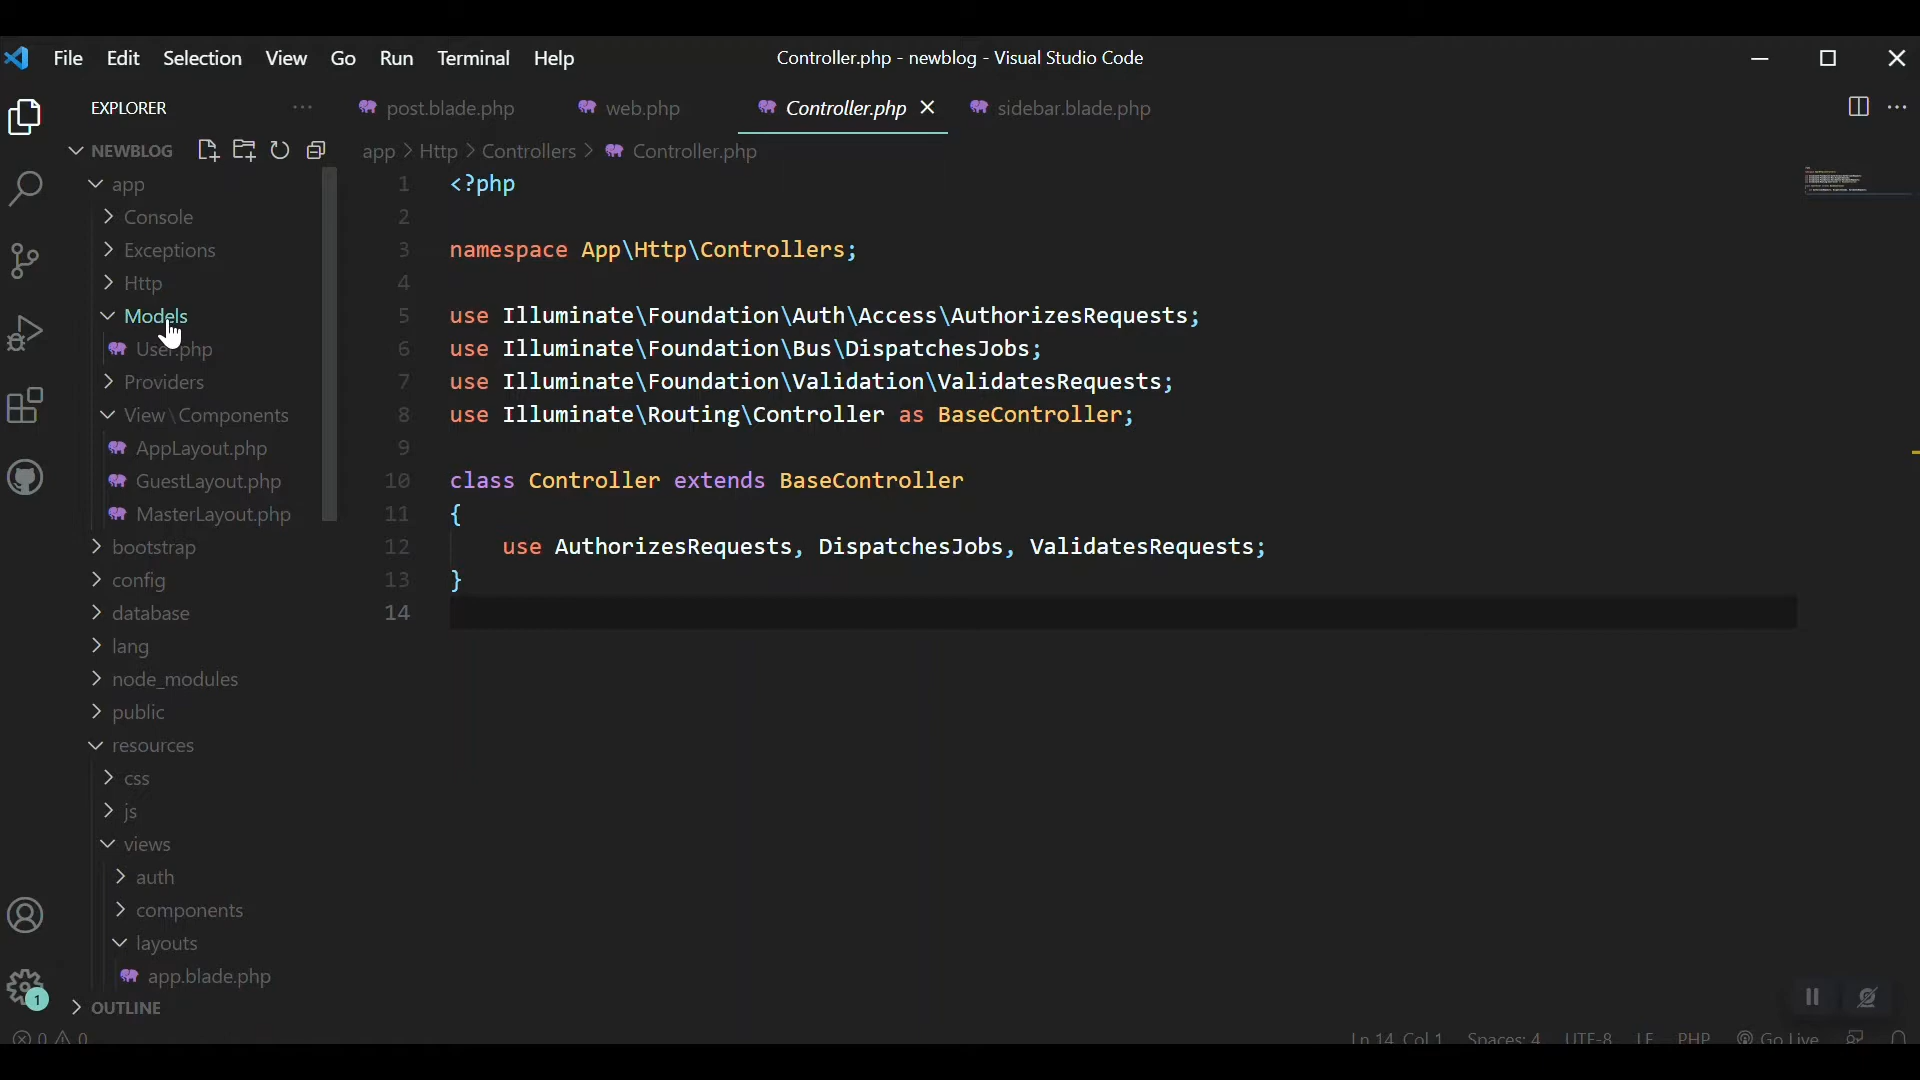 File Edit Selection View Go Run Terminal Help
Controller.php - newblog - Visual Studio Code
EXPLORER
post.blade.php
web.php
Controller.php
sidebar.blade.php
NEWBLOG
app > Http > Controllers > Controller.php
app
Console
Exceptions
Http
Models
User.php
Providers
View\Components
AppLayout.php
GuestLayout.php
MasterLayout.php
bootstrap
config
database
lang
node_modules
public
resources
css
js
views
auth
components
layouts
app.blade.php
OUTLINE
1 <?php
2
3 namespace App\Http\Controllers;
4
5 use Illuminate\Foundation\Auth\Access\AuthorizesRequests;
6 use Illuminate\Foundation\Bus\DispatchesJobs;
7 use Illuminate\Foundation\Validation\ValidatesRequests;
8 use Illuminate\Routing\Controller as BaseController;
9
10 class Controller extends BaseController
11 {
12 use AuthorizesRequests, DispatchesJobs, ValidatesRequests;
13 }
14
1
0 0
Ln 14, Col 1 Spaces: 4 UTF-8 LF PHP Go Live